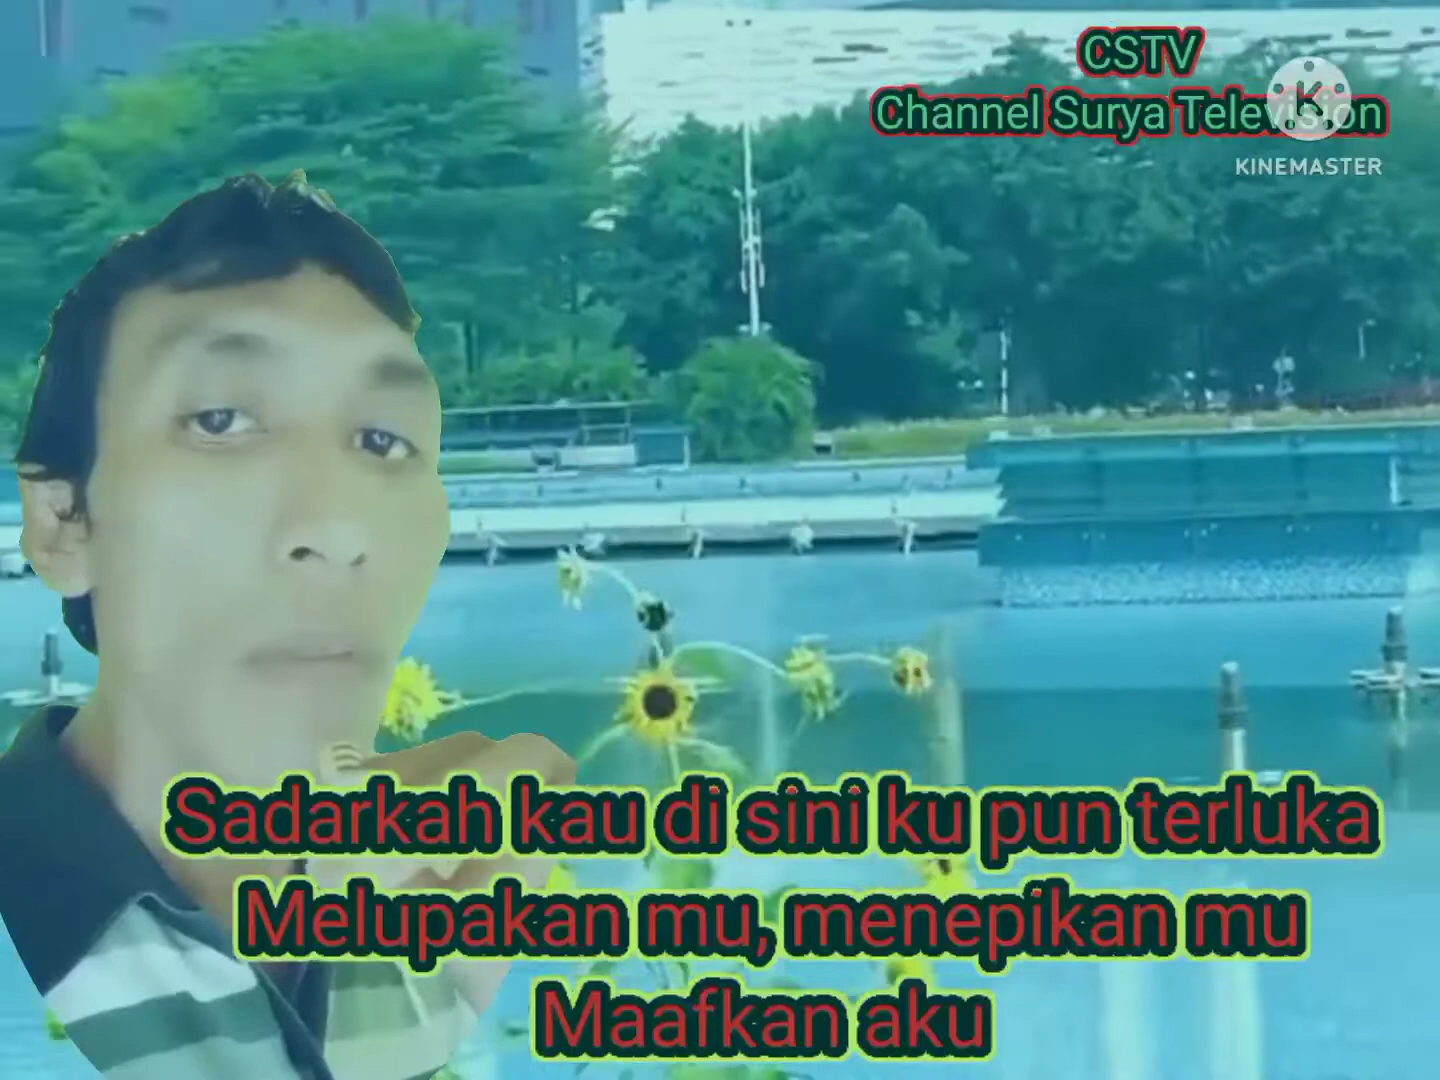 CSTV
Channel Surya Television
KINEMASTER
Sadarkah kau di sini ku pun terluka
Melupakan mu, menepikan mu
Maafkan aku